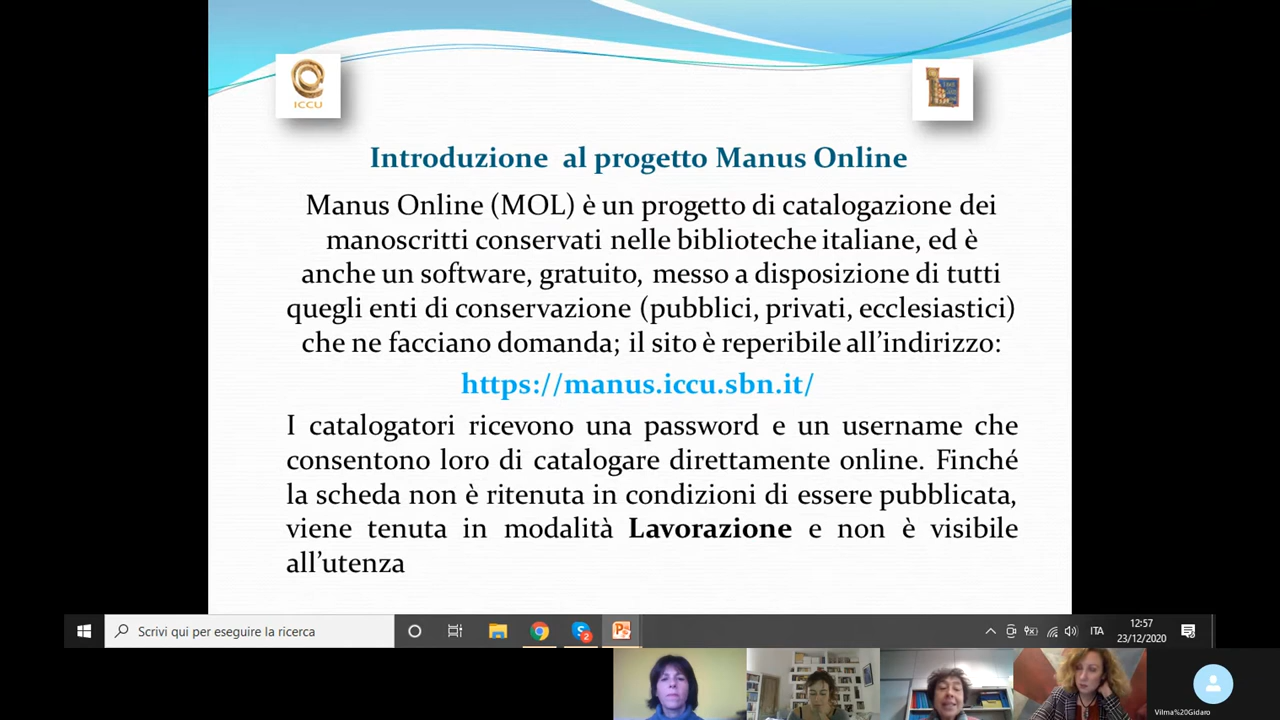 ICCU
Introduzione al progetto Manus Online
Manus Online (MOL) è un progetto di catalogazione dei
manoscritti conservati nelle biblioteche italiane, ed è
anche un software, gratuito, messo a disposizione di tutti
quegli enti di conservazione (pubblici, privati, ecclesiastici)
che ne facciano domanda; il sito è reperibile all'indirizzo:
https://manus.iccu.sbn.it/
I catalogatori ricevono una password e un username che
consentono loro di catalogare direttamente online. Finché
la scheda non è ritenuta in condizioni di essere pubblicata,
viene tenuta in modalità Lavorazione e non è visibile
all'utenza
Scrivi qui per eseguire la ricerca
2
ITA
12:57
23/12/2020
Vilma%20Gidaro